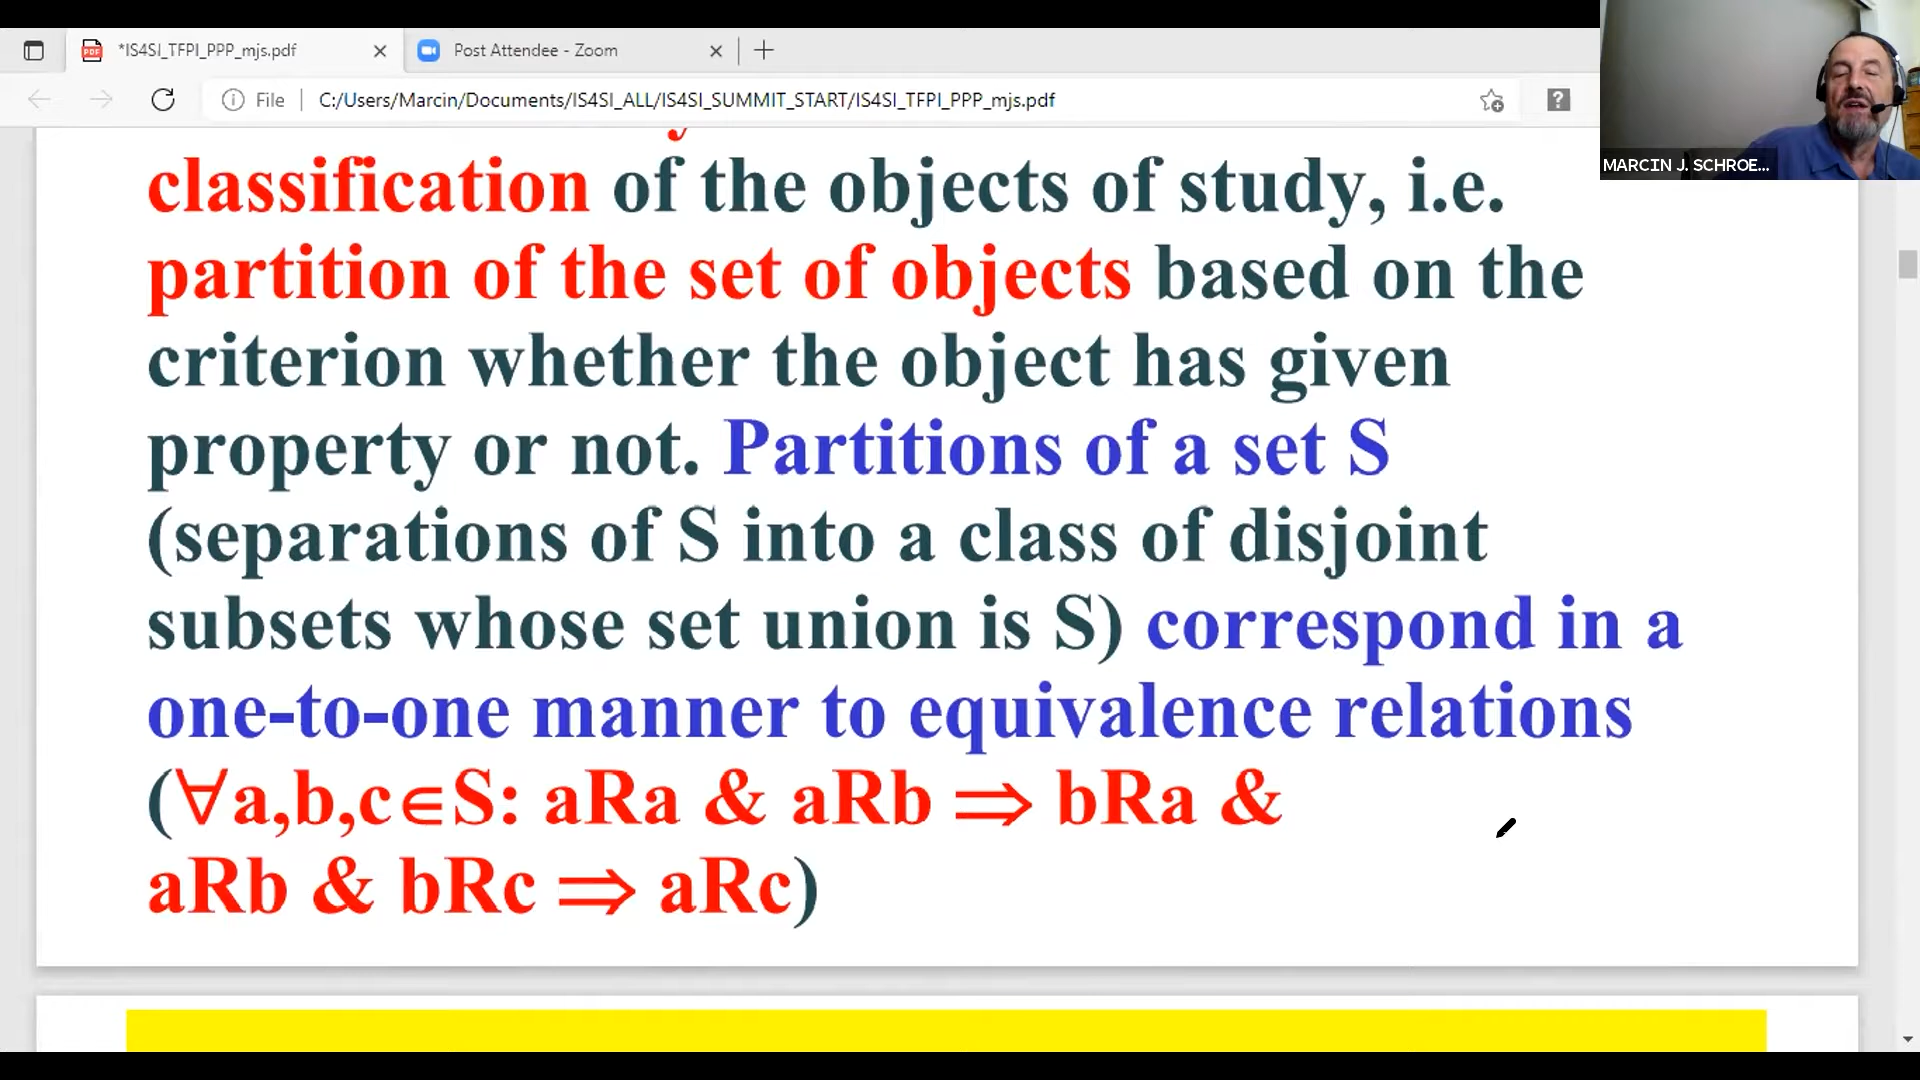 *IS4SI_TFPI_PPP_mjs.pdf
Post Attendee - Zoom
File
C:/Users/Marcin/Documents/IS4SI_ALL/IS4SI_SUMMIT_START/IS4SI_TFPI_PPP_mjs.pdf
MARCIN J. SCHROE...
classification of the objects of study, i.e.
partition of the set of objects based on the
criterion whether the object has given
property or not. Partitions of a set S
(separations of S into a class of disjoint
subsets whose set union is S) correspond in a
one-to-one manner to equivalence relations
(∀a,b,c∈S: aRa & aRb ⇒ bRa &
aRb & bRc ⇒ aRc)